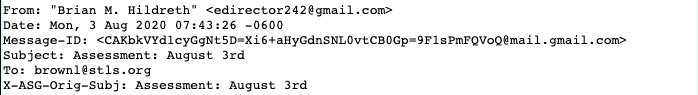 From: "Brian M. Hildreth" <edirector242@gmail.com>
Date: Mon, 3 Aug 2020 07:43:26 -0600
Message-ID: <CAKbkVYd1cyGgNt5D=Xi6+aHyGdnSNL0vtCB0Gp=9F1sPmFQVoQ@mail.gmail.com>
Subject: Assessment: August 3rd
To: brownl@stls.org
X-ASG-Orig-Subj: Assessment: August 3rd